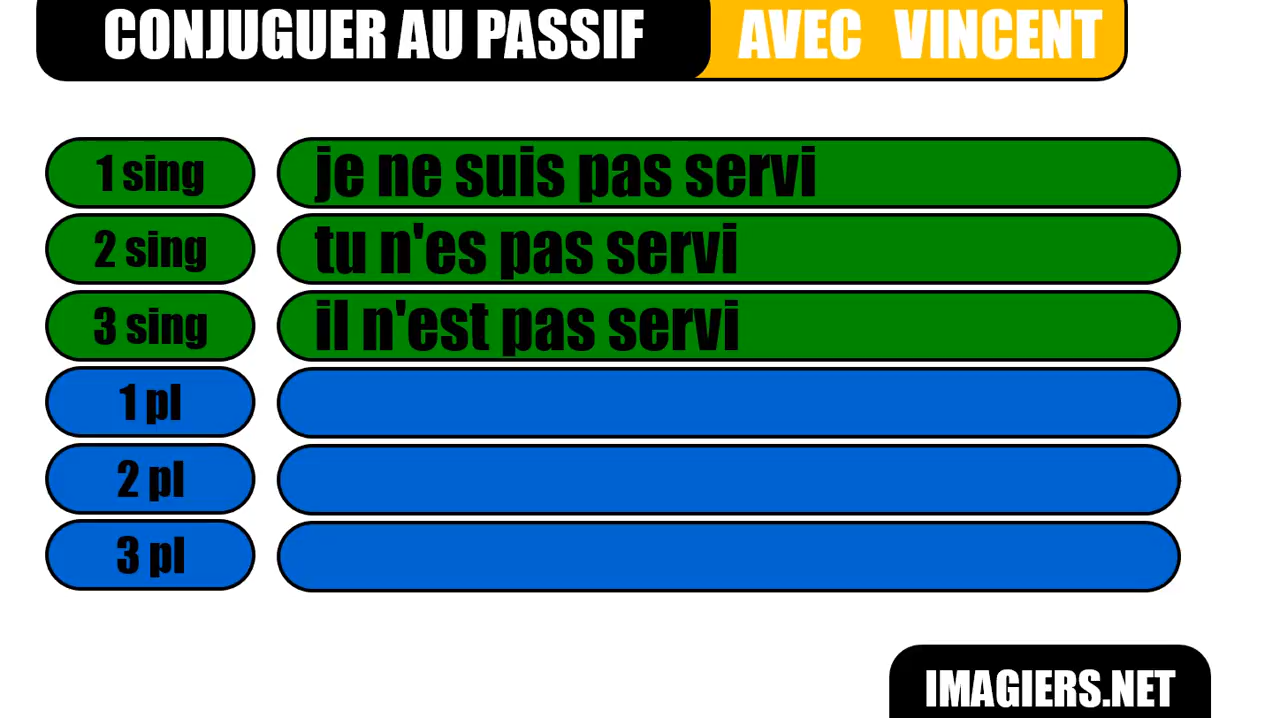 CONJUGUER AU PASSIF AVEC VINCENT
1 sing je ne suis pas servi
2 sing tu n'es pas servi
3 sing il n'est pas servi
1 pl
2 pl
3 pl
IMAGIERS.NET